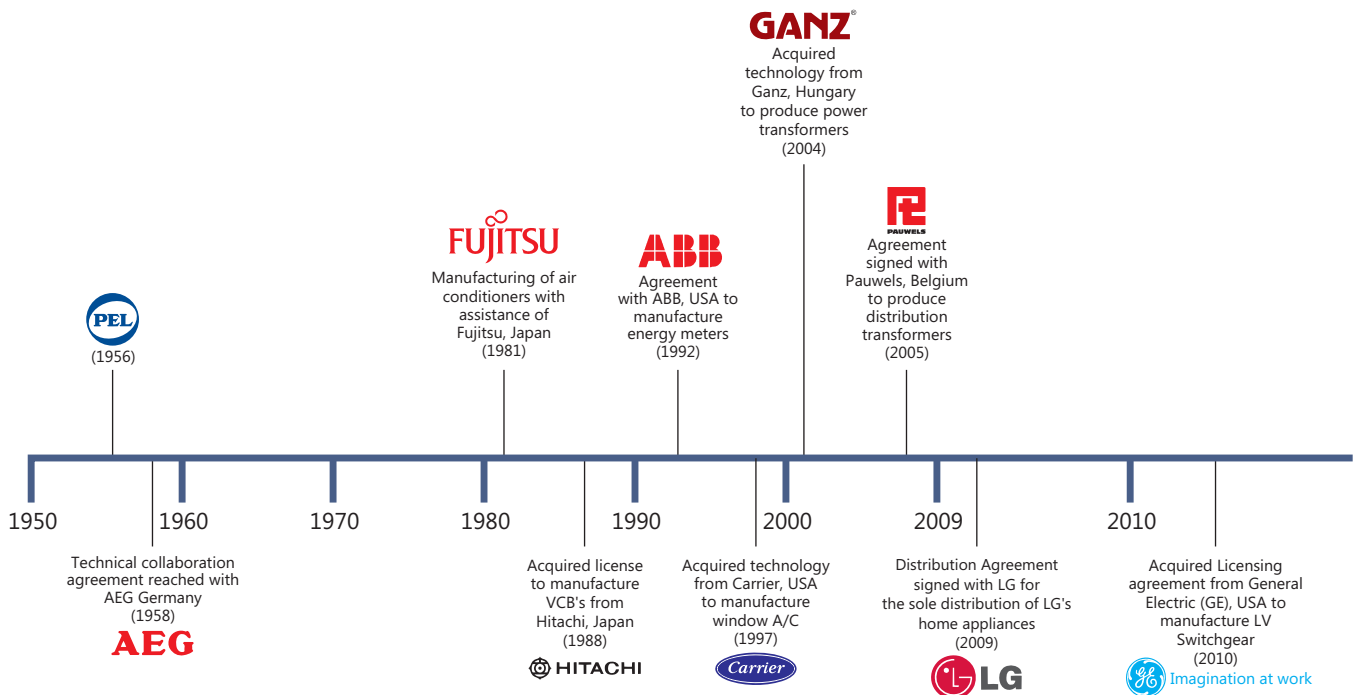 GANZ®
Acquired
technology from
Ganz, Hungary
to produce power
transformers
(2004)
PAUWELS
Agreement
signed with
Pauwels, Belgium
to produce
distribution
transformers
(2005)
FUJITSU
Manufacturing of air
conditioners with
assistance of
Fujitsu, Japan
(1981)
ABB
Agreement
with ABB, USA to
manufacture
energy meters
(1992)
PEL
(1956)
1950
1960
1970
1980
1990
2000
2009
2010
Technical collaboration
agreement reached with
AEG Germany
(1958)
AEG
Acquired license
to manufacture
VCB's from
Hitachi, Japan
(1988)
HITACHI
Acquired technology
from Carrier, USA
to manufacture
window A/C
(1997)
Carrier
Distribution Agreement
signed with LG for
the sole distribution of LG's
home appliances
(2009)
LG
Acquired Licensing
agreement from General
Electric (GE), USA to
manufacture LV
Switchgear
(2010)
GE Imagination at work